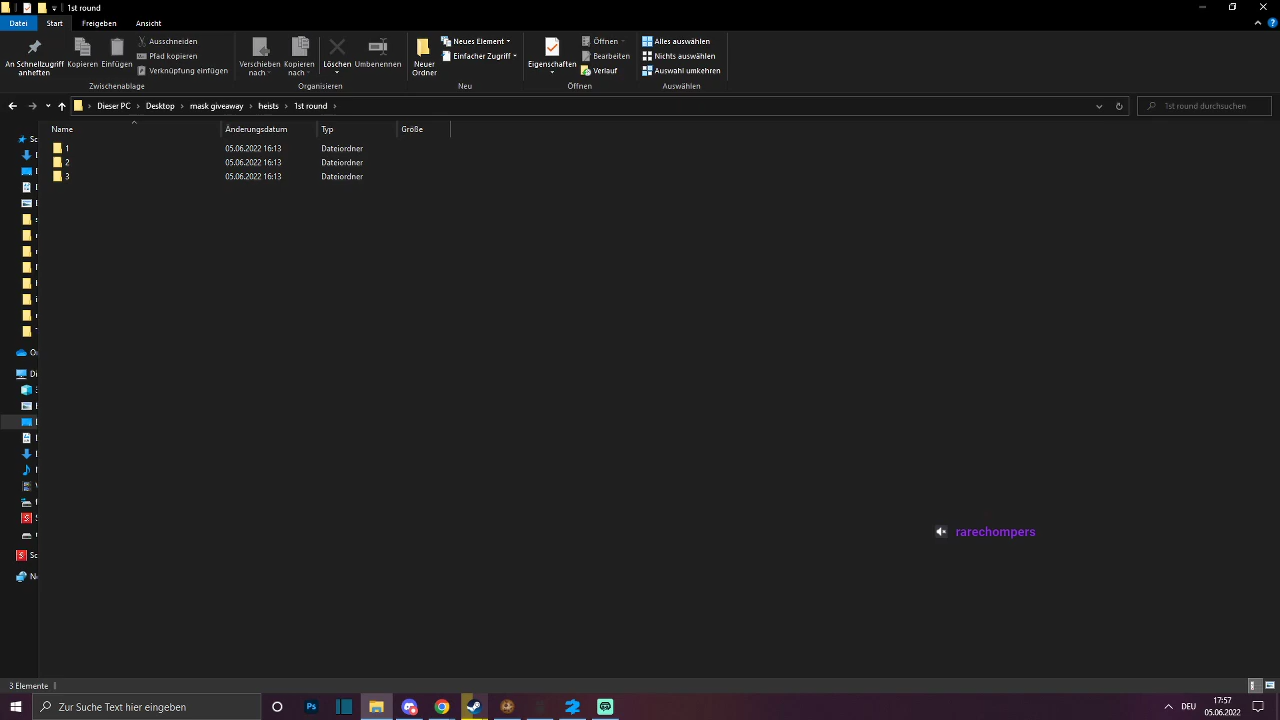 1st round
Datei Start Freigeben Ansicht
An Schnellzugriff anheften
Kopieren
Einfügen
Ausschneiden
Pfad kopieren
Verknüpfung einfügen
Zwischenablage
Verschieben nach
Kopieren nach
Löschen
Umbenennen
Organisieren
Neuer Ordner
Neues Element
Einfacher Zugriff
Neu
Eigenschaften
Öffnen
Bearbeiten
Verlauf
Öffnen
Alles auswählen
Nichts auswählen
Auswahl umkehren
Auswählen
Dieser PC Desktop mask giveaway heists 1st round
1st round durchsuchen
Name Änderungsdatum Typ Größe
1 05.06.2022 16:13 Dateiordner
2 05.06.2022 16:13 Dateiordner
3 05.06.2022 16:13 Dateiordner
rarechompers
3 Elemente
Zur Suche Text hier eingeben
Ps
DEU
17:57
05.06.2022